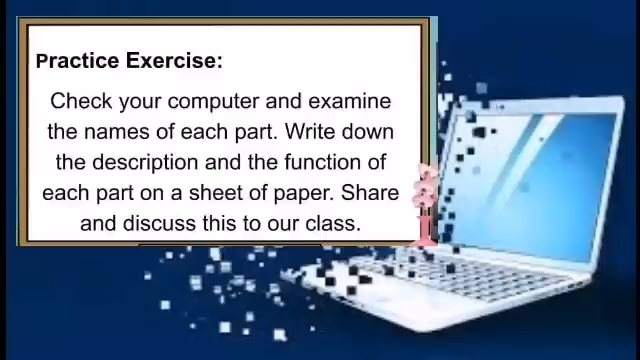 Practice Exercise:
Check your computer and examine
the names of each part. Write down
the description and the function of
each part on a sheet of paper. Share
and discuss this to our class.